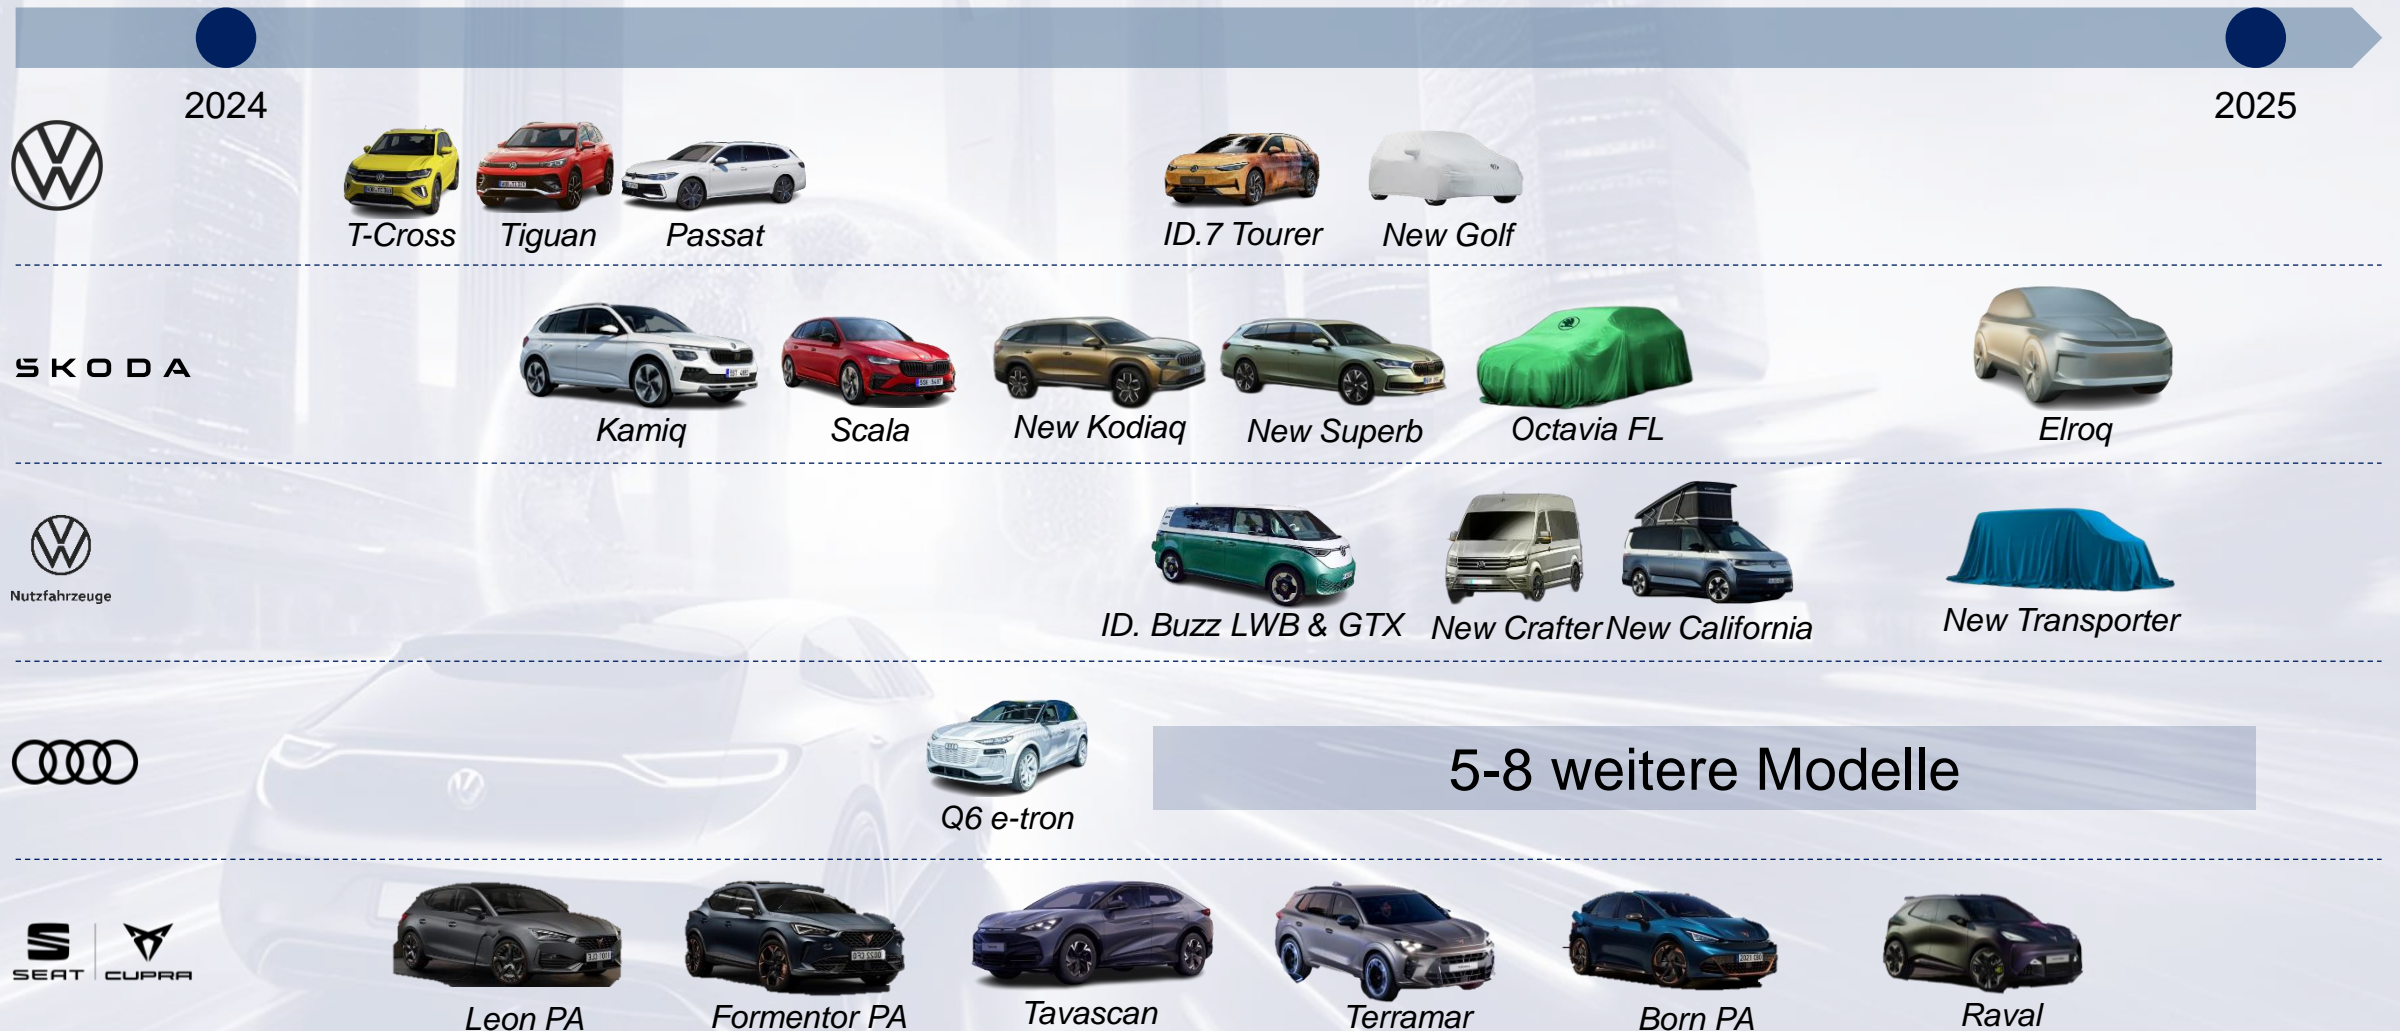 2024
2025
T-Cross
Tiguan
Passat
ID.7 Tourer
New Golf
SKODA
Kamiq
Scala
New Kodiaq
New Superb
Octavia FL
Elroq
Nutzfahrzeuge
ID. Buzz LWB & GTX
New Crafter
New California
New Transporter
Q6 e-tron
5-8 weitere Modelle
SEAT
CUPRA
Leon PA
Formentor PA
Tavascan
Terramar
Born PA
Raval